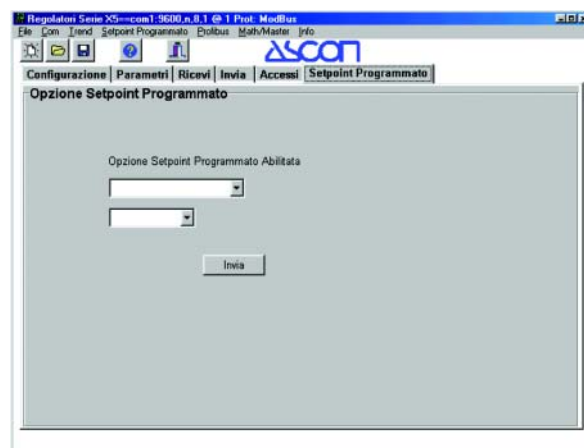 Regolatori Serie X5==com1:9600,n,8,1 @ 1 Prot: ModBus
File Com Trend Setpoint Programmato Profibus Math/Master Info
ASCON
Configurazione Parametri Ricevi Invia Accessi Setpoint Programmato
Opzione Setpoint Programmato
Opzione Setpoint Programmato Abilitata
Invia